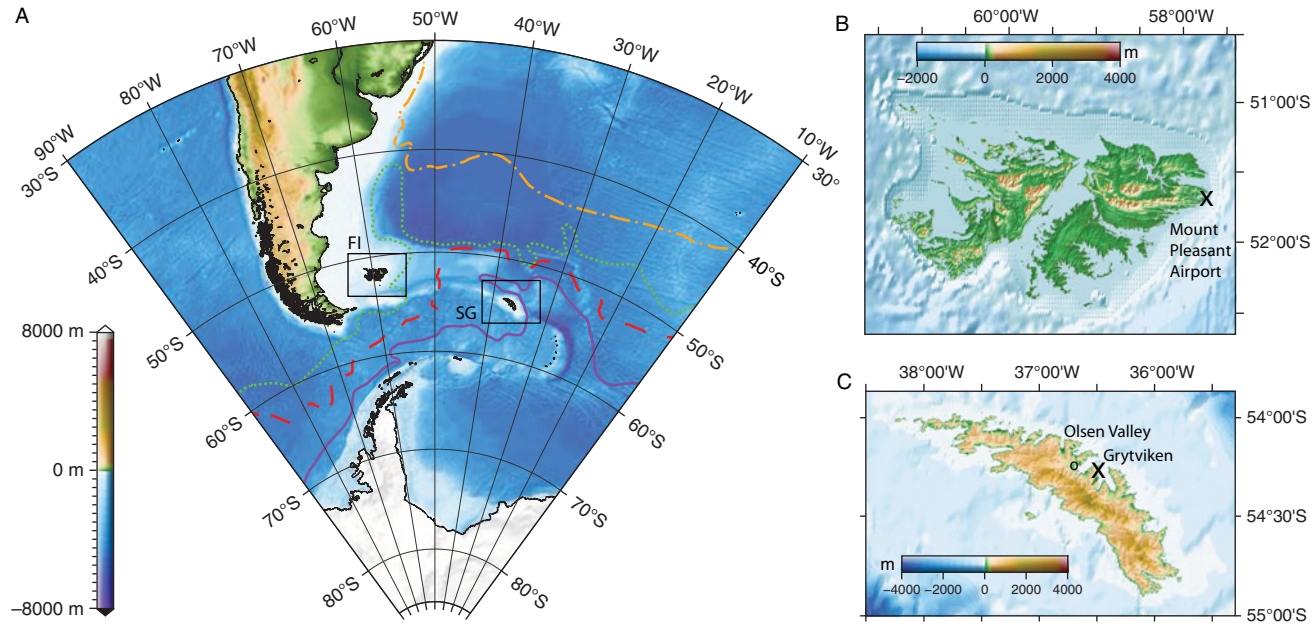 A
50°W
60°W
40°W
70°W
30°W
80°W
20°W
90°W
10°W
30°S
30°
40°S
40°S
FI
SG
50°S
50°S
60°S
60°S
70°S
70°S
80°S
80°S
8000 m
0 m
−8000 m
B
60°00'W
58°00'W
m
−2000
0
2000
4000
51°00'S
X
52°00'S
Mount
Pleasant
Airport
C
38°00'W
37°00'W
36°00'W
54°00'S
Olsen Valley
Grytviken
X
54°30'S
m
−4000
−2000
0
2000
4000
55°00'S